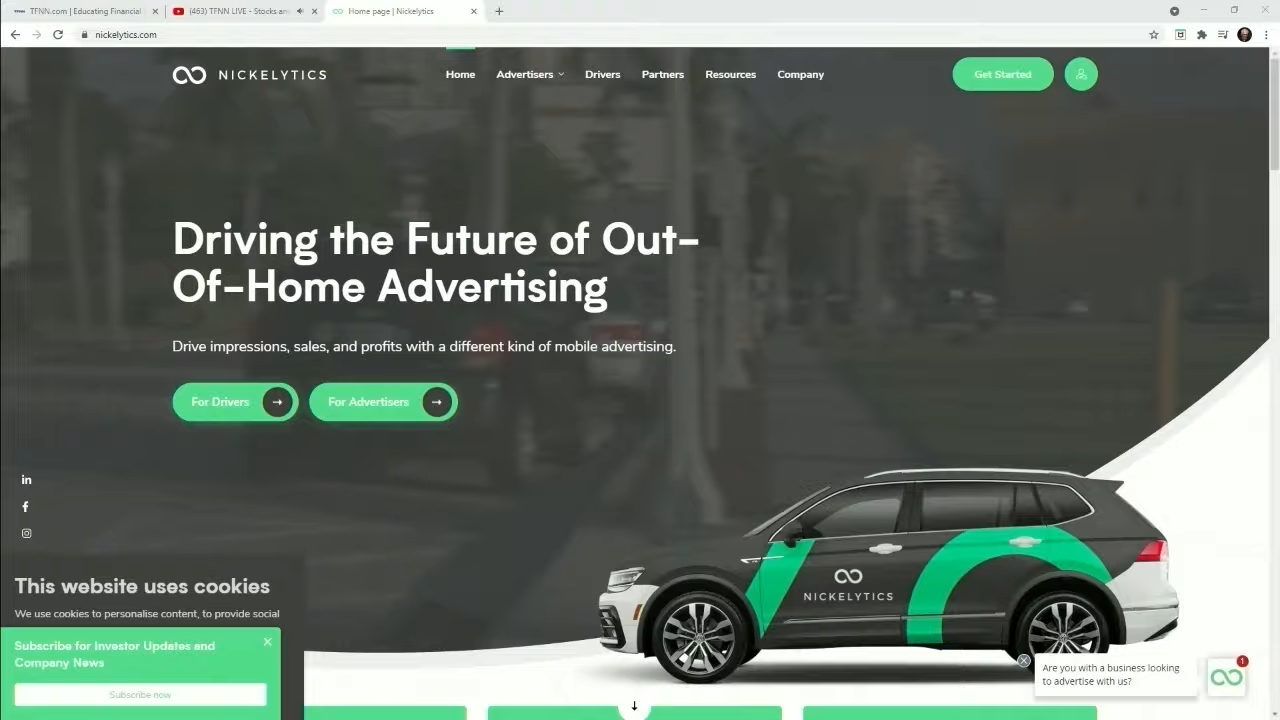 TFNN.com | Educating Financial
(463) TFNN LIVE - Stocks an
Home page | Nickelytics
nickelytics.com
NICKELYTICS
Home
Advertisers
Drivers
Partners
Resources
Company
Get Started
Driving the Future of Out-
Of-Home Advertising
Drive impressions, sales, and profits with a different kind of mobile advertising.
For Drivers
For Advertisers
in
f
NICKELYTICS
This website uses cookies
We use cookies to personalise content, to provide social
Subscribe for Investor Updates and
Company News
Subscribe now
Are you with a business looking
to advertise with us?
1